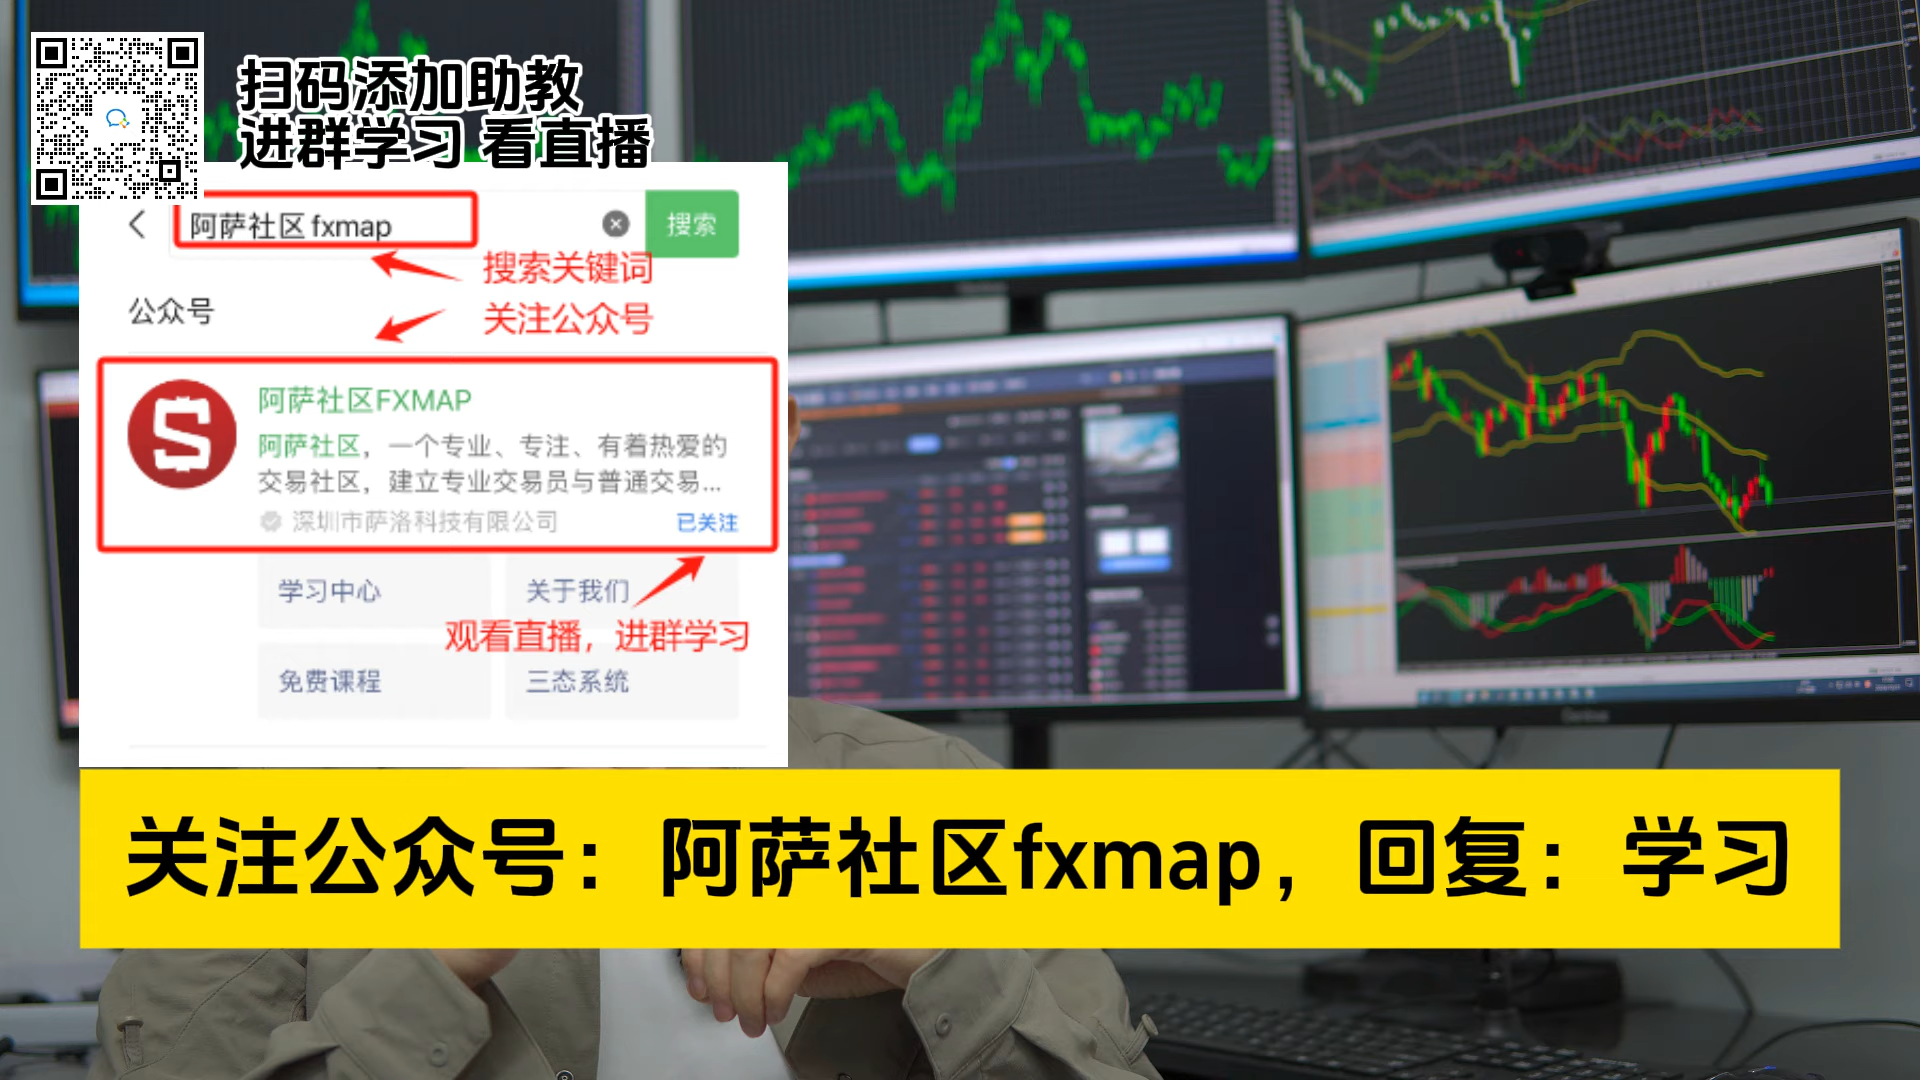 扫码添加助教
进群学习 看直播
阿萨社区 fxmap
搜索
搜索关键词
关注公众号
公众号
阿萨社区FXMAP
阿萨社区，一个专业、专注、有着热爱的
交易社区，建立专业交易员与普通交易...
深圳市萨洛科技有限公司
已关注
学习中心
关于我们
观看直播，进群学习
免费课程
三态系统
关注公众号：阿萨社区fxmap，回复：学习